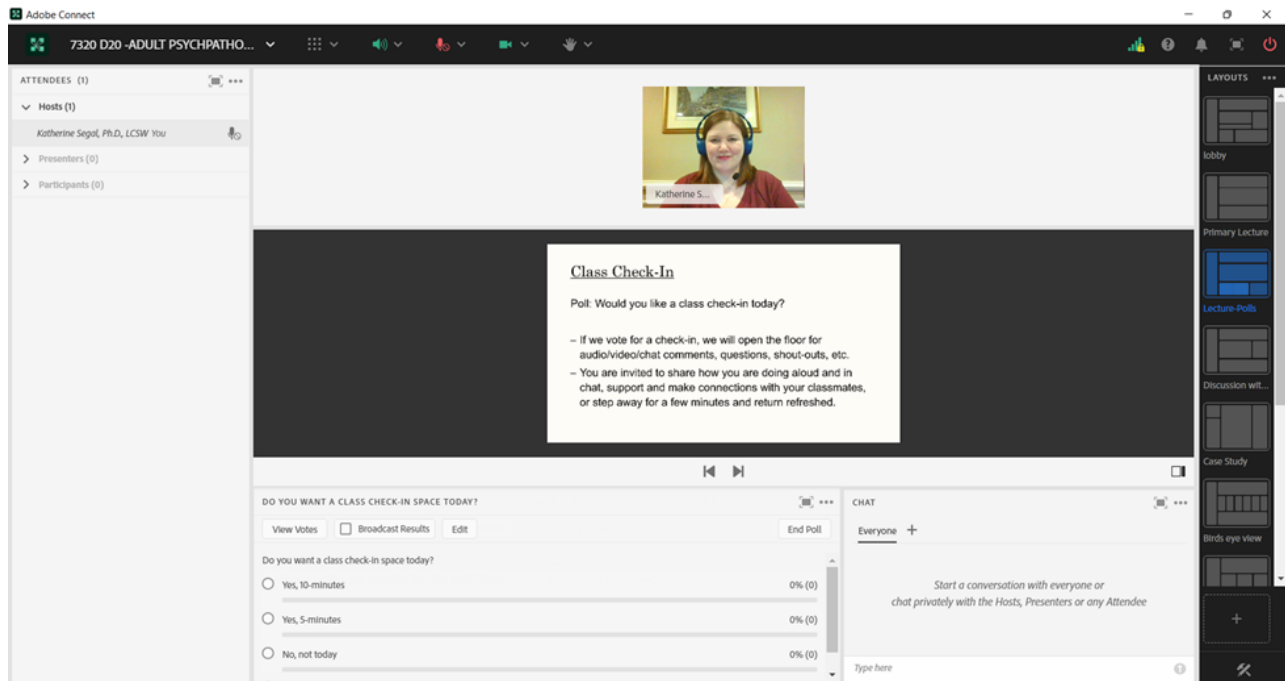 Adobe Connect
7320 D20 -ADULT PSYCHPATHO...
ATTENDEES (1)
Hosts (1)
Katherine Segal, Ph.D., LCSW You
Presenters (0)
Participants (0)
Katherine S...
Class Check-In
Poll: Would you like a class check-in today?
– If we vote for a check-in, we will open the floor for
audio/video/chat comments, questions, shout-outs, etc.
– You are invited to share how you are doing aloud and in
chat, support and make connections with your classmates,
or step away for a few minutes and return refreshed.
DO YOU WANT A CLASS CHECK-IN SPACE TODAY?
View Votes Broadcast Results Edit End Poll
Do you want a class check-in space today?
Yes, 10-minutes 0% (0)
Yes, 5-minutes 0% (0)
No, not today 0% (0)
CHAT
Everyone
Start a conversation with everyone or
chat privately with the Hosts, Presenters or any Attendee
Type here
LAYOUTS
lobby
Primary Lecture
Lecture-Polls
Discussion wit...
Case Study
Birds eye view